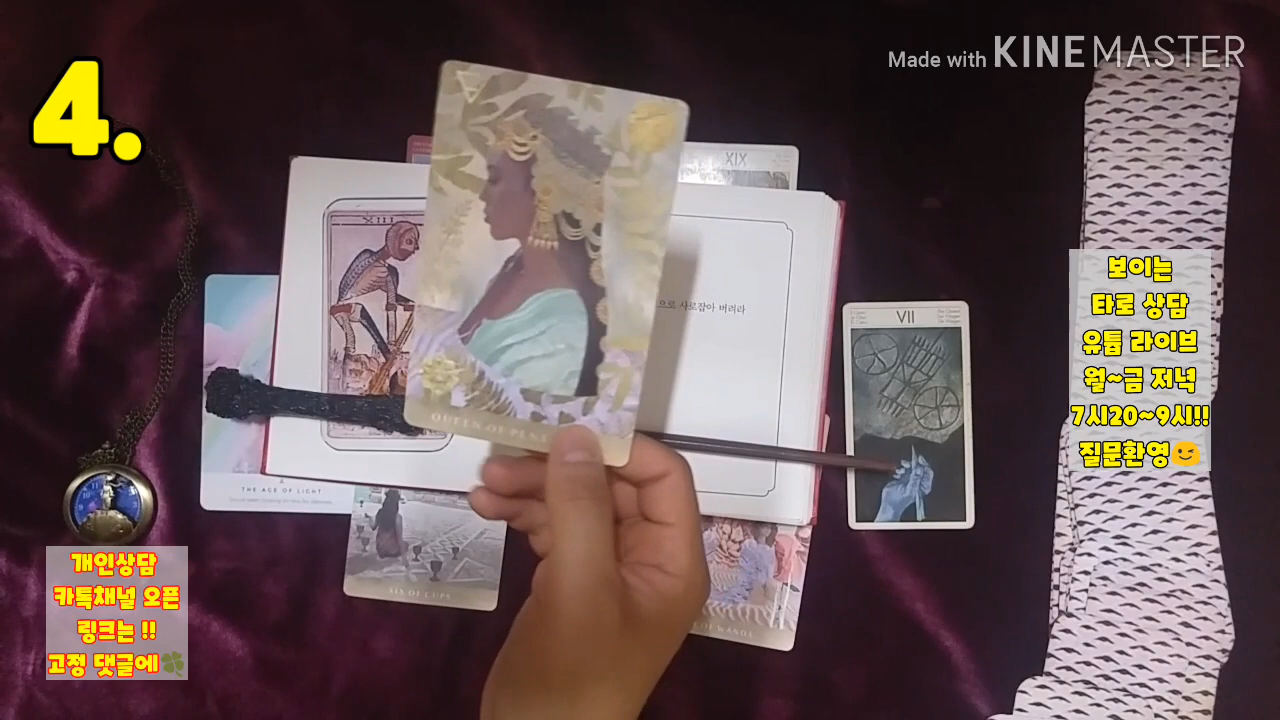 Made with KINEMASTER
4.
XIX
XIII
으로 사로잡아 버려라
VII
보이는
타로 상담
유튭 라이브
월~금 저녁
7시20~9시!!
질문환영😉
QUEEN OF
THE AGE OF LIGHT
SIX OF CUPS
개인상담
카톡채널 오픈
링크는 !!
고정 댓글에🍀